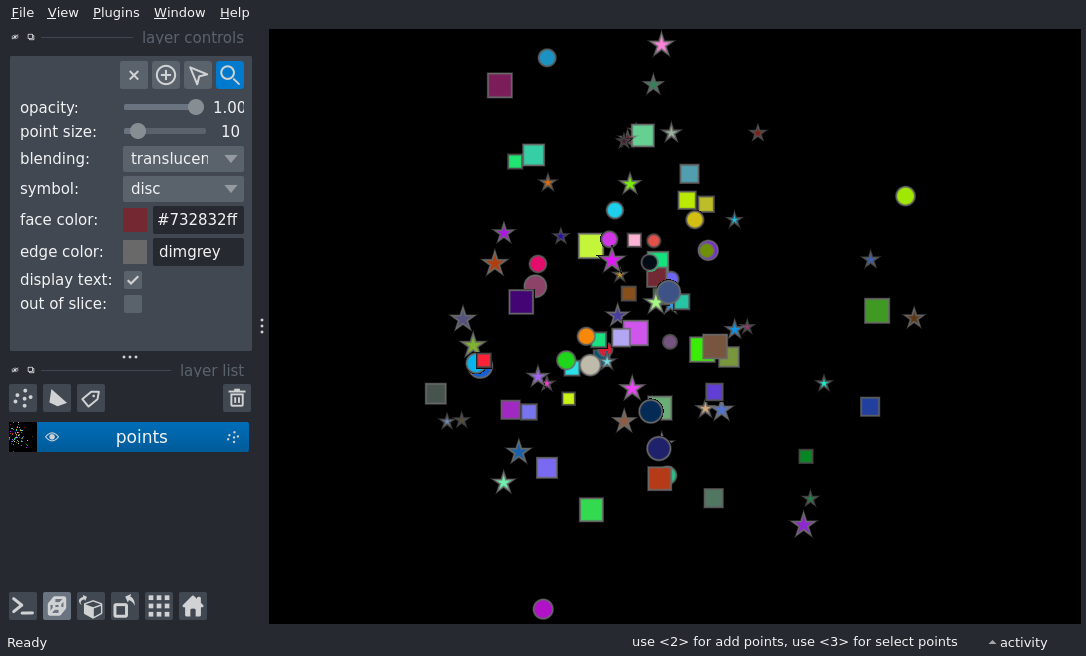 File View Plugins Window Help
layer controls
opacity: 1.00
point size: 10
blending: translucen
symbol: disc
face color: #732832ff
edge color: dimgrey
display text:
out of slice:
layer list
points
Ready
use <2> for add points, use <3> for select points
activity